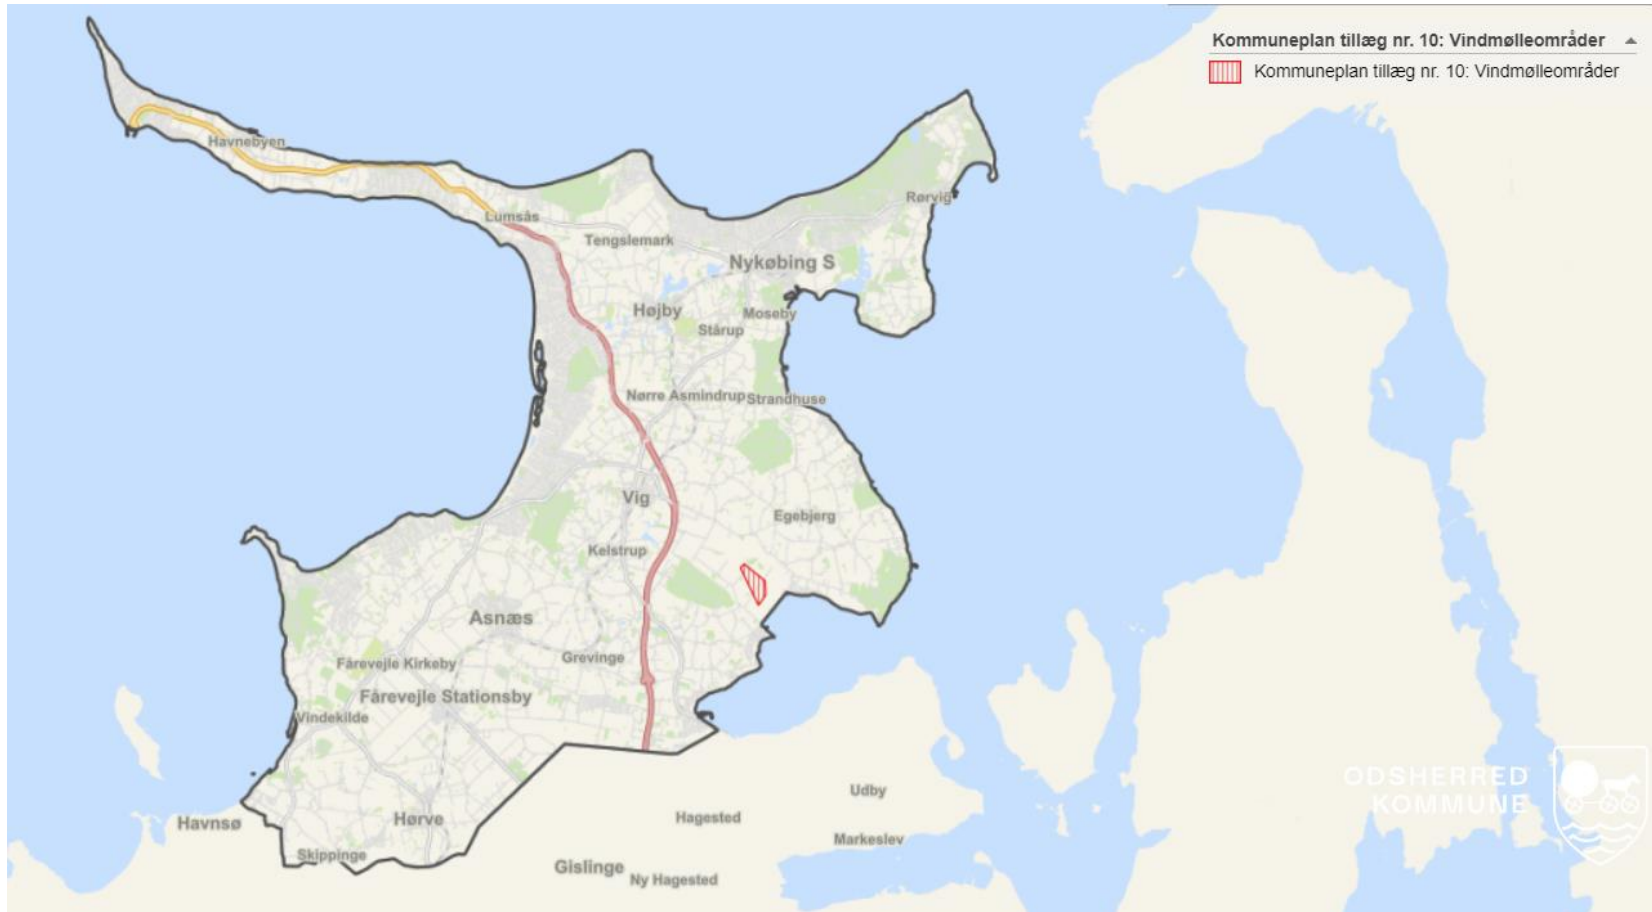 Kommuneplan tillæg nr. 10: Vindmølleområder
Kommuneplan tillæg nr. 10: Vindmølleområder
Havnebyen
Rørvig
Lumsås
Tengslemark
Nykøbing S
Højby
Moseby
Stårup
Nørre Asmindrup
Strandhuse
Vig
Egebjerg
Kelstrup
Asnæs
Grevinge
Fårevejle Kirkeby
Fårevejle Stationsby
Vindekilde
ODSHERRED
KOMMUNE
Udby
Havnsø
Hørve
Hagested
Markeslev
Skippinge
Gislinge
Ny Hagested